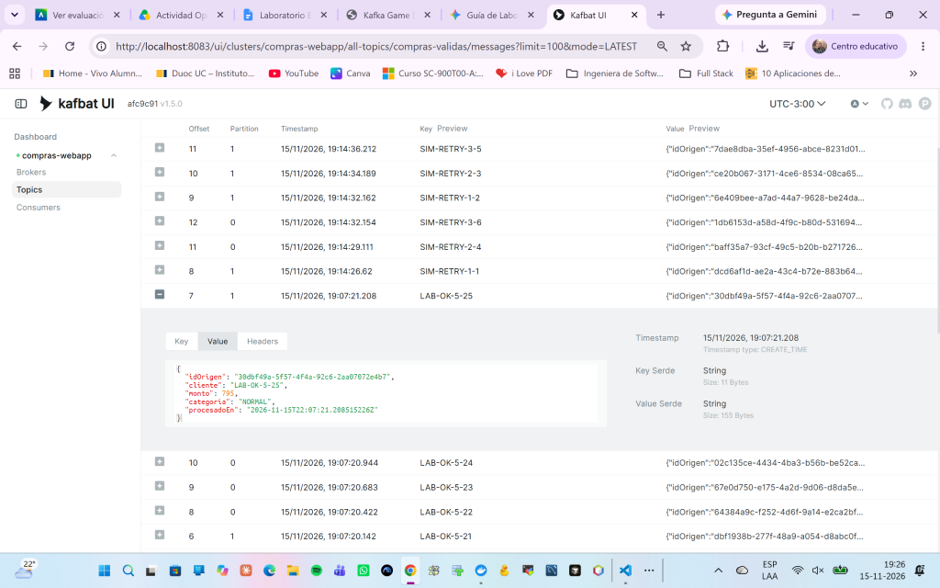 Ver evaluació
Actividad Op
Laboratorio E
Kafka Game
Guía de Labo
Kafbat UI
Pregunta a Gemini
http://localhost:8083/ui/clusters/compras-webapp/all-topics/compras-validas/messages?limit=100&mode=LATEST
Centro educativo
Home - Vivo Alumn...
Duoc UC – Instituto...
YouTube
Canva
Curso SC-900T00-A:...
i Love PDF
Ingeniera de Softw...
Full Stack
10 Aplicaciones de...
kafbat UI
afc9c91 v1.5.0
UTC-3:00
Dashboard
compras-webapp
Brokers
Topics
Consumers
Offset Partition Timestamp Key Preview Value Preview
11 1 15/11/2026, 19:14:36.212 SIM-RETRY-3-5 {"idOrigen":"7dae8dba-35ef-4956-abce-8231d01...
10 1 15/11/2026, 19:14:34.189 SIM-RETRY-2-3 {"idOrigen":"ce20b067-3171-4ce6-8534-08ca65...
9 1 15/11/2026, 19:14:32.162 SIM-RETRY-1-2 {"idOrigen":"6e409bee-a7ad-44a7-9628-be24da...
12 0 15/11/2026, 19:14:32.154 SIM-RETRY-3-6 {"idOrigen":"1db6153d-a58d-4f9c-b80d-531694...
11 0 15/11/2026, 19:14:29.111 SIM-RETRY-2-4 {"idOrigen":"baff35a7-93cf-49c5-b20b-b271726...
8 1 15/11/2026, 19:14:26.62 SIM-RETRY-1-1 {"idOrigen":"dcd6af1d-ae2a-43c4-b72e-883b64...
7 1 15/11/2026, 19:07:21.208 LAB-OK-5-25 {"idOrigen":"30dbf49a-5f57-4f4a-92c6-2aa0707...
Key Value Headers
{
"idOrigen": "30dbf49a-5f57-4f4a-92c6-2aa07072e4b7",
"cliente": "LAB-OK-5-25",
"monto": 795,
"categoria": "NORMAL",
"procesadoEn": "2026-11-15T22:07:21.208515226Z"
}
Timestamp 15/11/2026, 19:07:21.208
Timestamp type: CREATE_TIME
Key Serde String
Size: 11 Bytes
Value Serde String
Size: 155 Bytes
10 0 15/11/2026, 19:07:20.944 LAB-OK-5-24 {"idOrigen":"02c135ce-4434-4ba3-b56b-be52ca...
9 0 15/11/2026, 19:07:20.683 LAB-OK-5-23 {"idOrigen":"67e0d750-e175-4a2d-9d06-d8da5e...
8 0 15/11/2026, 19:07:20.422 LAB-OK-5-22 {"idOrigen":"64384a9c-f252-4d6f-9a14-e2ca2bf...
6 1 15/11/2026, 19:07:20.142 LAB-OK-5-21 {"idOrigen":"dbf1938b-277f-48a9-a054-d8abc0f...
22°
ESP
LAA
19:26
15-11-2026